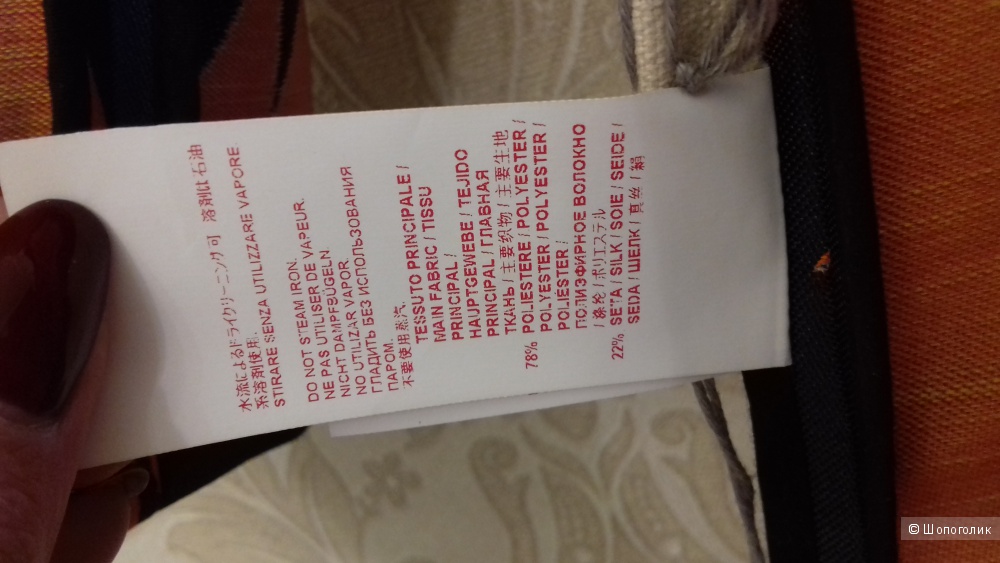 溶剤は石油
水流によるドライクリーニング可
系溶剤使用.
STIRARE SENZA UTILIZZARE VAPORE
DO NOT STEAM IRON.
NE PAS UTILISER DE VAPEUR.
NICHT DAMPFBÜGELN.
NO UTILIZAR VAPOR.
ГЛАДИТЬ БЕЗ ИСПОЛЬЗОВАНИЯ
ПАРОМ.
不要使用蒸汽.
TESSUTO PRINCIPALE /
MAIN FABRIC / TISSU
PRINCIPAL /
HAUPTGEWEBE / TEJIDO
PRINCIPAL / ГЛАВНАЯ
ТКАНЬ / 主要织物 / 主要生地
78% POLIESTERE / POLYESTER /
POLYESTER / POLYESTER /
POLIESTER /
ПОЛИЭФИРНОЕ ВОЛОКНО
/ 涤纶 / ポリエステル
22% SETA / SILK / SOIE / SEIDE /
SEDA / ШЕЛК / 真丝 / 絹
© Шопоголик